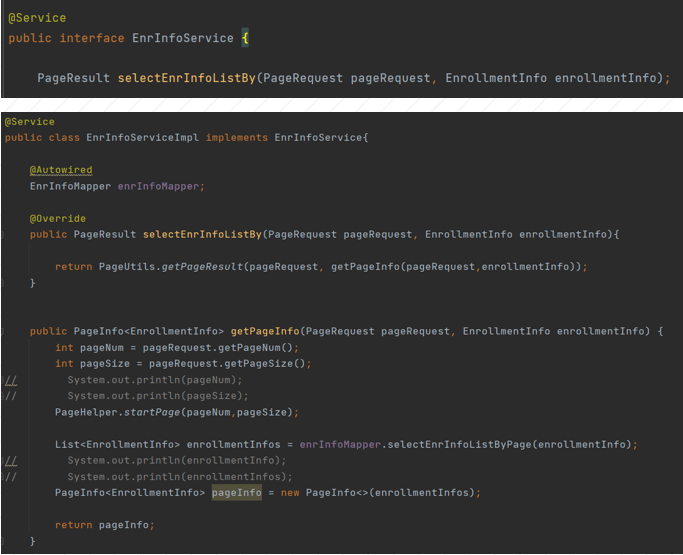 @Service
public interface EnrInfoService {
PageResult selectEnrInfoListBy(PageRequest pageRequest, EnrollmentInfo enrollmentInfo);
@Service
public class EnrInfoServiceImpl implements EnrInfoService{
@Autowired
EnrInfoMapper enrInfoMapper;
@Override
public PageResult selectEnrInfoListBy(PageRequest pageRequest, EnrollmentInfo enrollmentInfo){
return PageUtils.getPageResult(pageRequest, getPageInfo(pageRequest,enrollmentInfo));
}
public PageInfo<EnrollmentInfo> getPageInfo(PageRequest pageRequest, EnrollmentInfo enrollmentInfo) {
int pageNum = pageRequest.getPageNum();
int pageSize = pageRequest.getPageSize();
// System.out.println(pageNum);
// System.out.println(pageSize);
PageHelper.startPage(pageNum,pageSize);
List<EnrollmentInfo> enrollmentInfos = enrInfoMapper.selectEnrInfoListByPage(enrollmentInfo);
// System.out.println(enrollmentInfo);
// System.out.println(enrollmentInfos);
PageInfo<EnrollmentInfo> pageInfo = new PageInfo<>(enrollmentInfos);
return pageInfo;
}